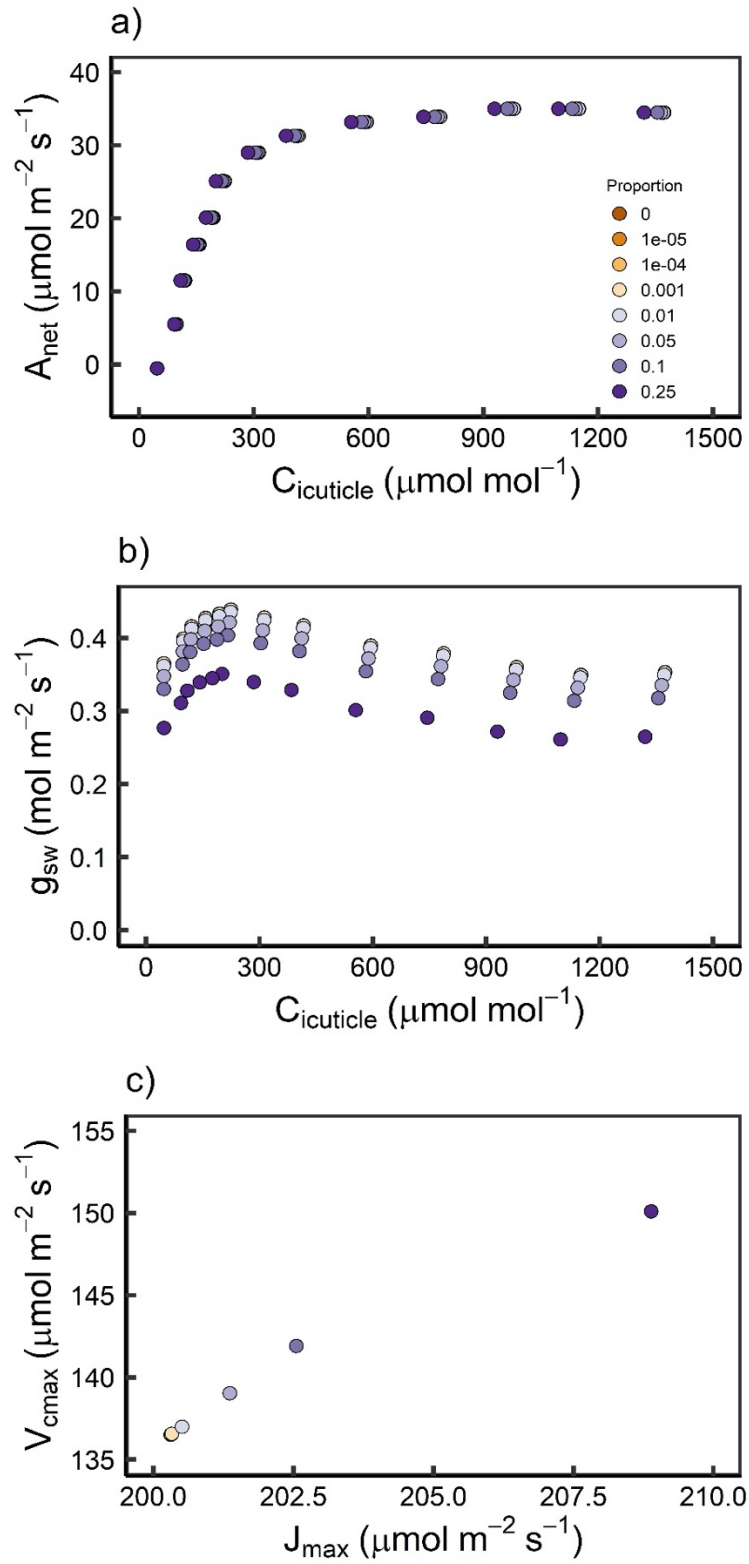 a)
40
30
20
10
0
A_net (μmol m⁻² s⁻¹)
Proportion
0
1e-05
1e-04
0.001
0.01
0.05
0.1
0.25
0 300 600 900 1200 1500
C_icuticle (μmol mol⁻¹)
b)
0.4
0.3
0.2
0.1
0.0
g_sw (mol m⁻² s⁻¹)
0 300 600 900 1200 1500
C_icuticle (μmol mol⁻¹)
c)
155
150
145
140
135
V_cmax (μmol m⁻² s⁻¹)
200.0 202.5 205.0 207.5 210.0
J_max (μmol m⁻² s⁻¹)